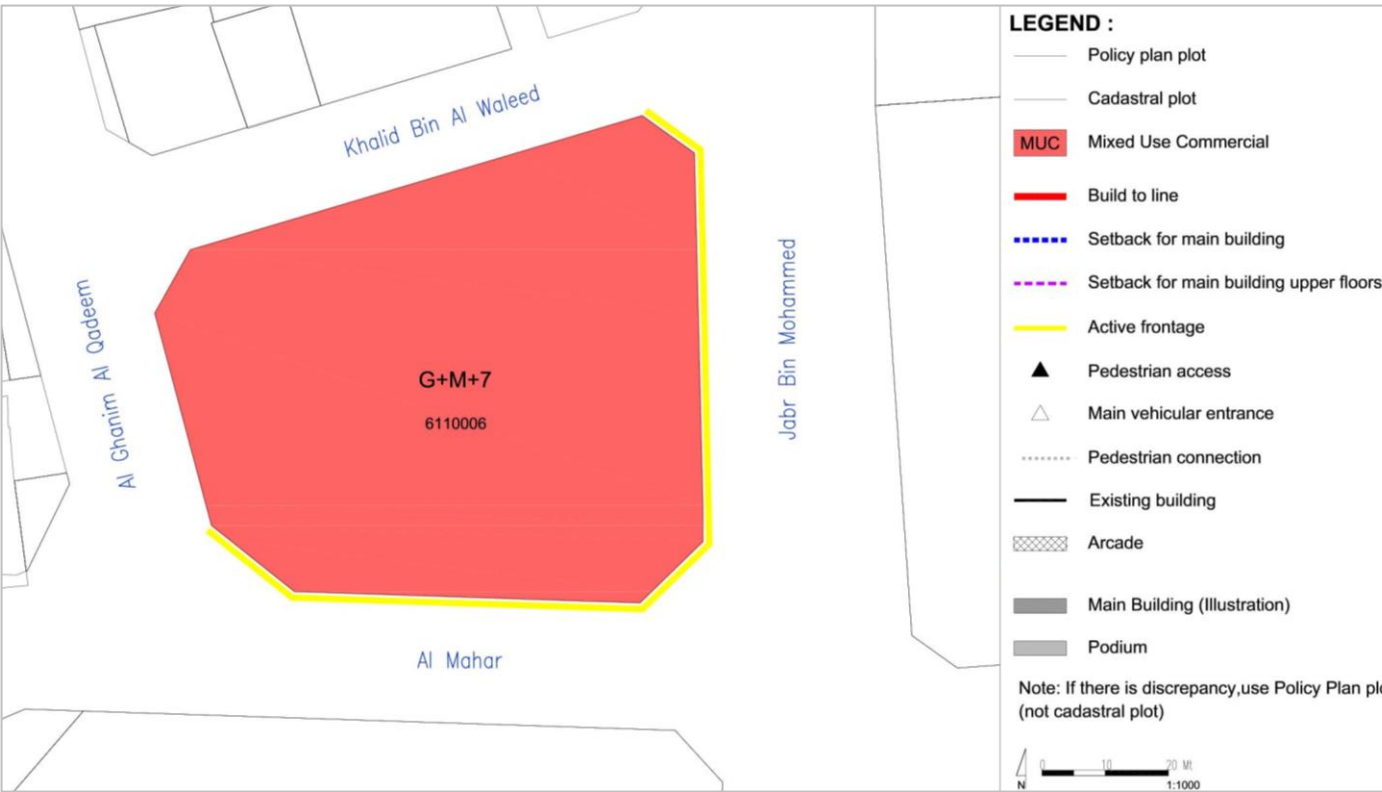 Khalid Bin Al Waleed
Al Ghanim Al Qadeem
Jabr Bin Mohammed
G+M+7
6110006
Al Mahar
LEGEND :
Policy plan plot
Cadastral plot
MUC Mixed Use Commercial
Build to line
Setback for main building
Setback for main building upper floors
Active frontage
Pedestrian access
Main vehicular entrance
Pedestrian connection
Existing building
Arcade
Main Building (Illustration)
Podium
Note: If there is discrepancy,use Policy Plan
(not cadastral plot)
N
0 10 20 Mt
1:1000